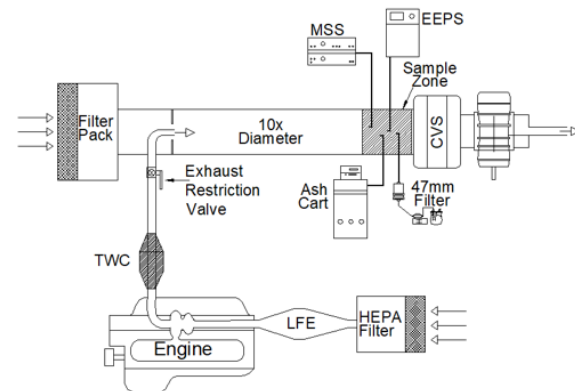 MSS
EEPS
Sample
Zone
Filter
Pack
10x
Diameter
CVS
Exhaust
Restriction
Valve
Ash
Cart
47mm
Filter
TWC
LFE
HEPA
Filter
Engine